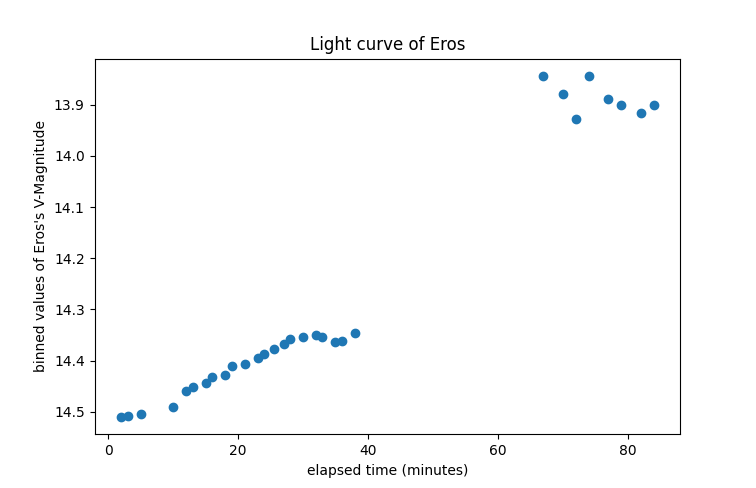 Light curve of Eros
binned values of Eros's V-Magnitude
13.9
14.0
14.1
14.2
14.3
14.4
14.5
0 20 40 60 80
elapsed time (minutes)